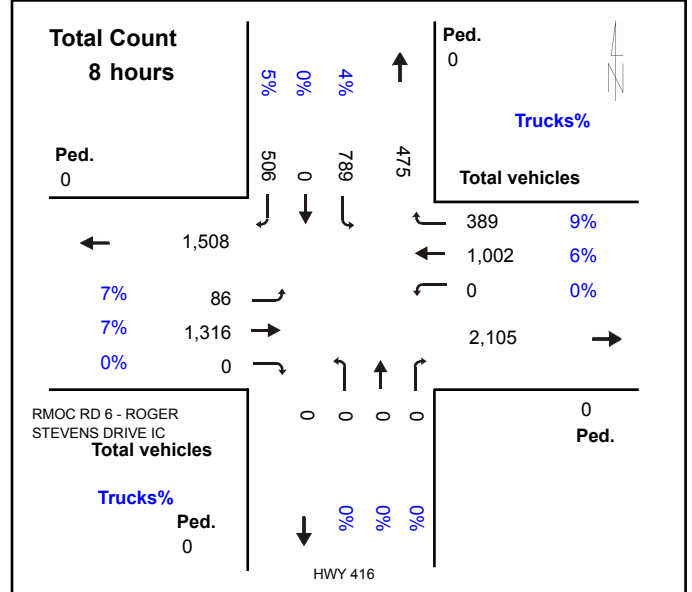 Total Count
8 hours
Ped.
0
Ped.
0
N
Trucks%
5% 0% 4%
506 0 789 475
Total vehicles
389 9%
1,002 6%
0 0%
2,105
1,508
7% 86
7% 1,316
0% 0
RMOC RD 6 - ROGER
STEVENS DRIVE IC
Total vehicles
Trucks%
Ped.
0
0 0 0 0
0% 0% 0%
0
Ped.
HWY 416